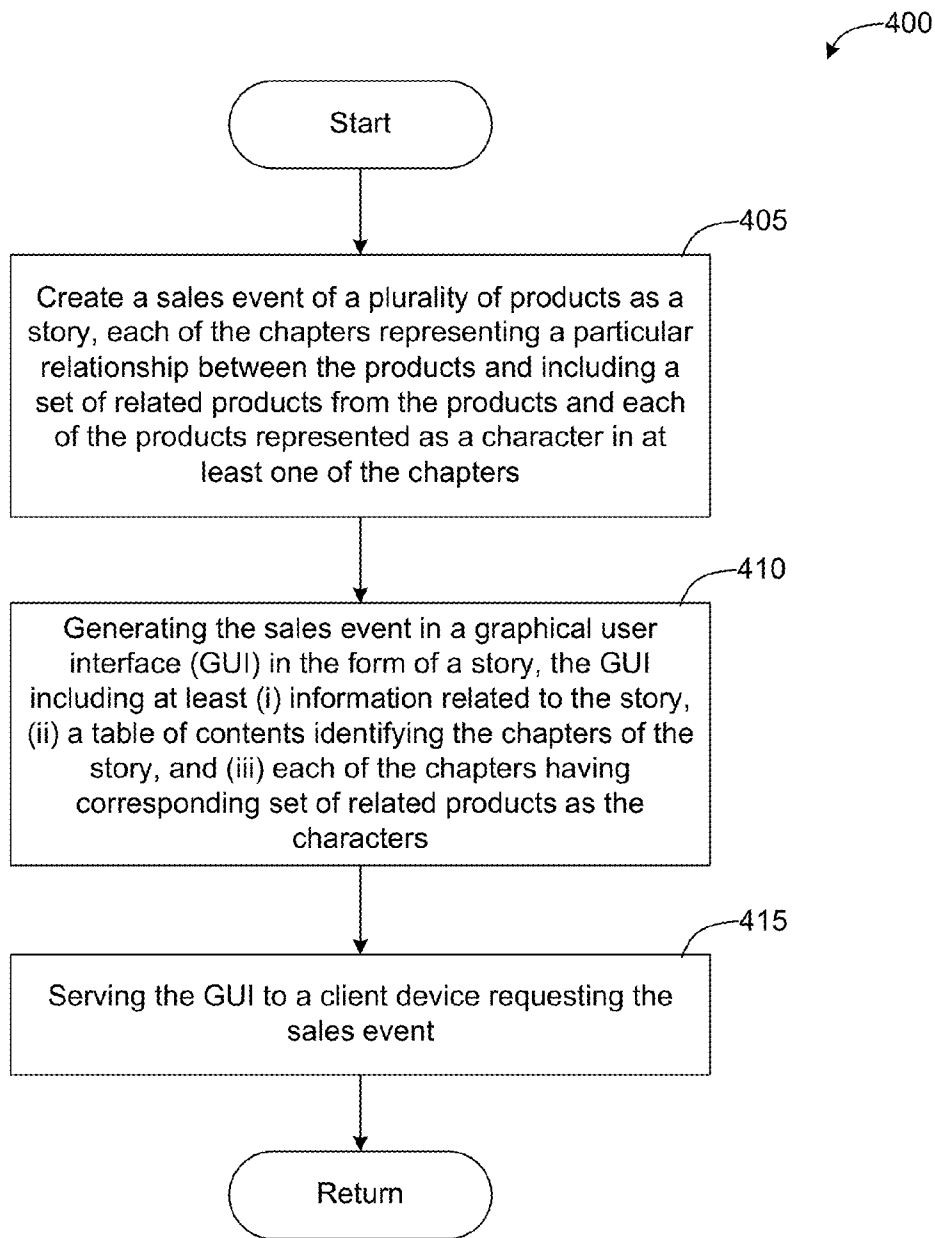 400
Start
405
Create a sales event of a plurality of products as a
story, each of the chapters representing a particular
relationship between the products and including a
set of related products from the products and each
of the products represented as a character in at
least one of the chapters
410
Generating the sales event in a graphical user
interface (GUI) in the form of a story, the GUI
including at least (i) information related to the story,
(ii) a table of contents identifying the chapters of the
story, and (iii) each of the chapters having
corresponding set of related products as the
characters
415
Serving the GUI to a client device requesting the
sales event
Return